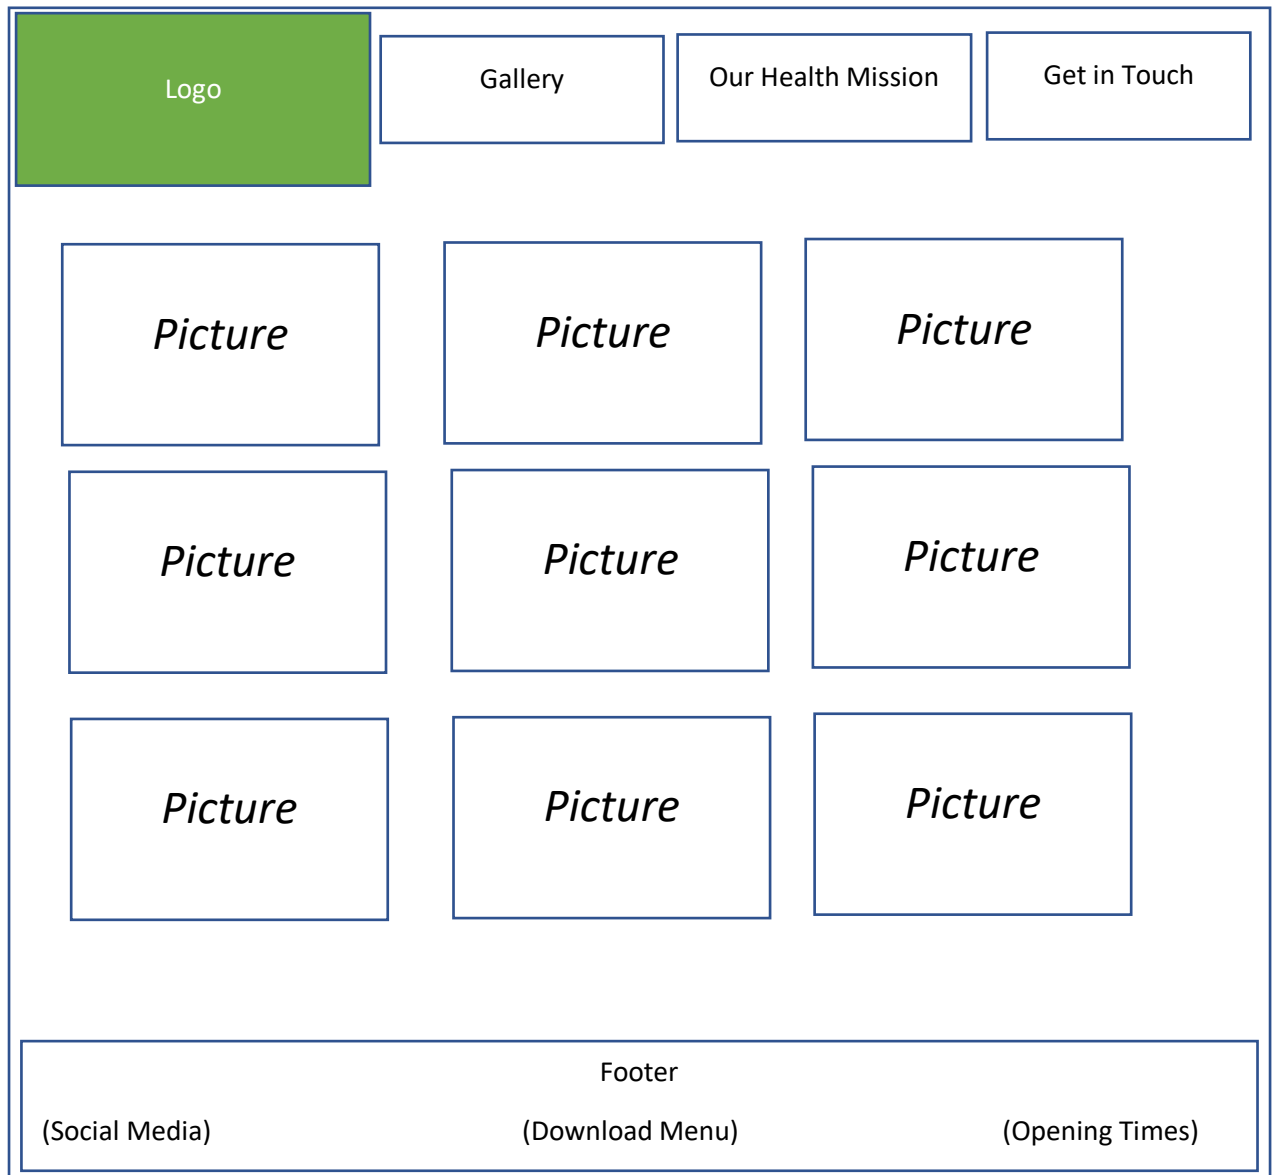 Logo
Gallery
Our Health Mission
Get in Touch
Picture
Picture
Picture
Picture
Picture
Picture
Picture
Picture
Picture
Footer
(Social Media)
(Download Menu)
(Opening Times)